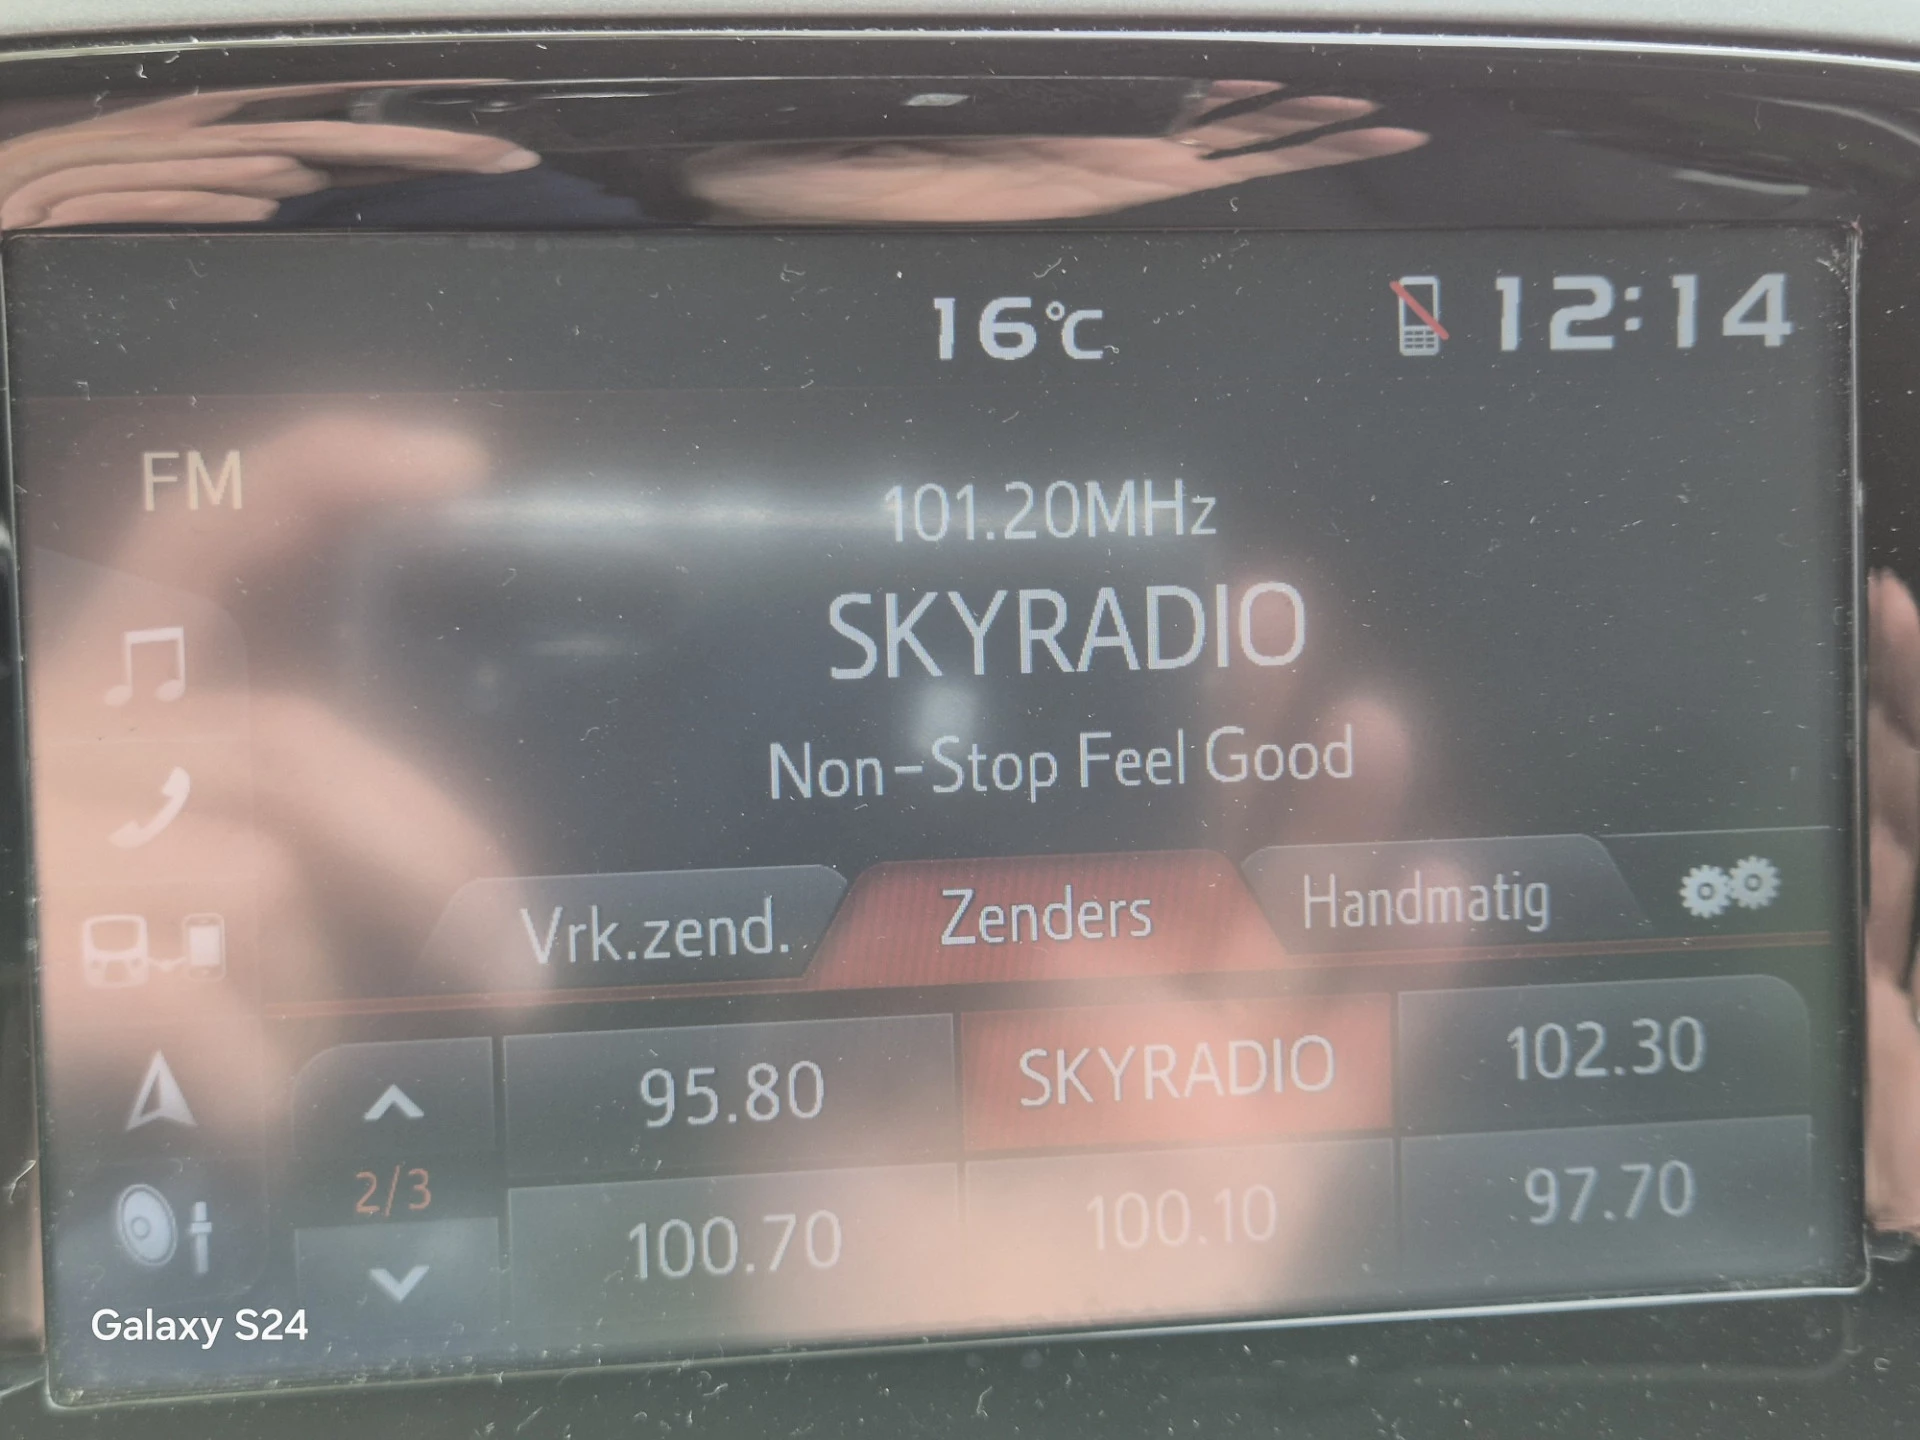 16°C 12:14
FM
101.20MHz
SKYRADIO
Non-Stop Feel Good
Vrk.zend. Zenders Handmatig
95.80 SKYRADIO 102.30
2/3
100.70 100.10 97.70
Galaxy S24